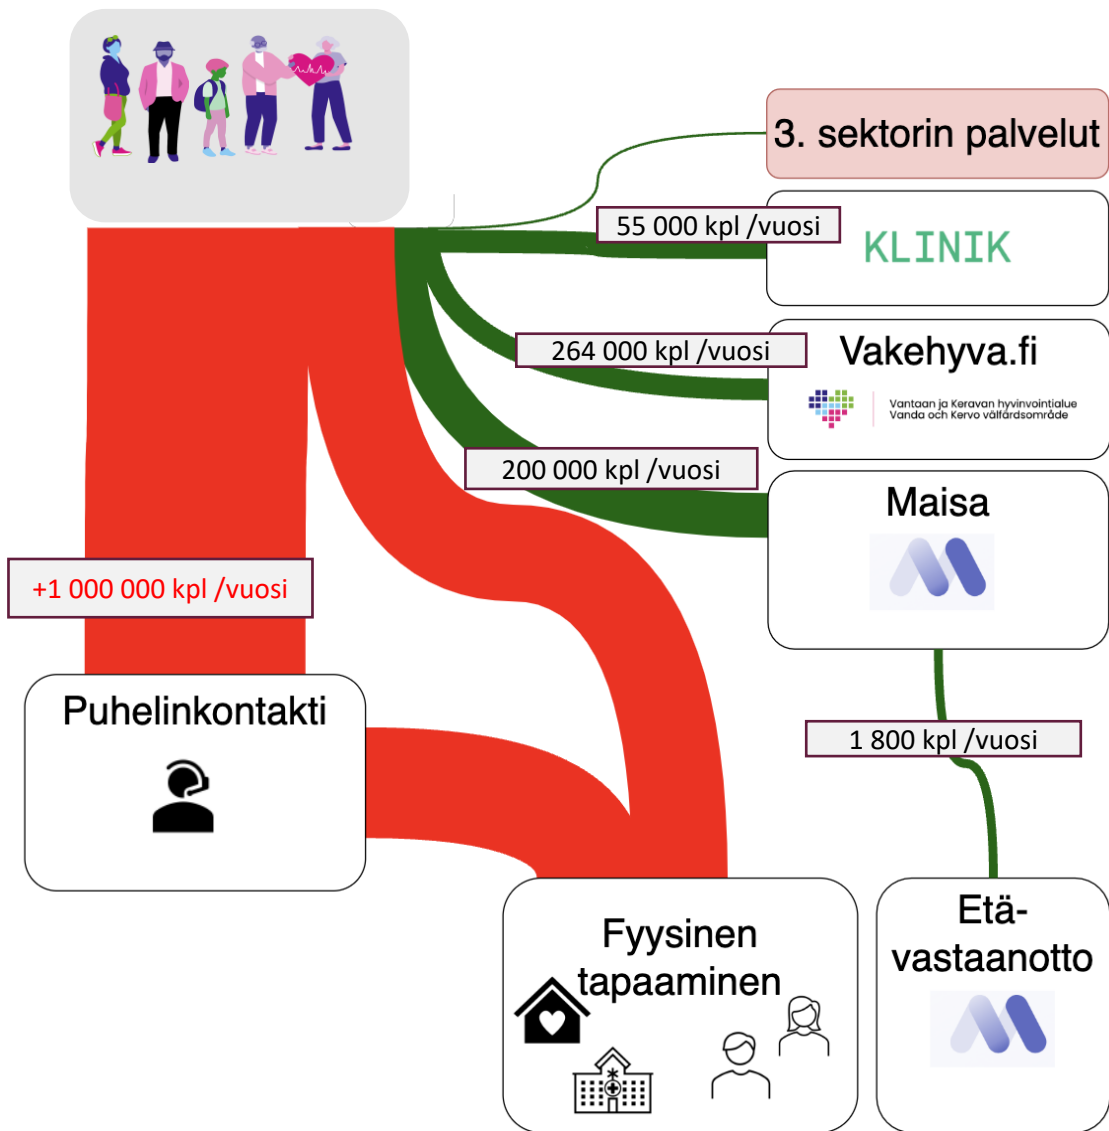 3. sektorin palvelut
55 000 kpl /vuosi
KLINIK
264 000 kpl /vuosi
Vakehyva.fi
Vantaan ja Keravan hyvinvointialue
Vanda och Kervo välfärdsområde
200 000 kpl /vuosi
Maisa
+1 000 000 kpl /vuosi
Puhelinkontakti
1 800 kpl /vuosi
Fyysinen
tapaaminen
Etä-
vastaanotto